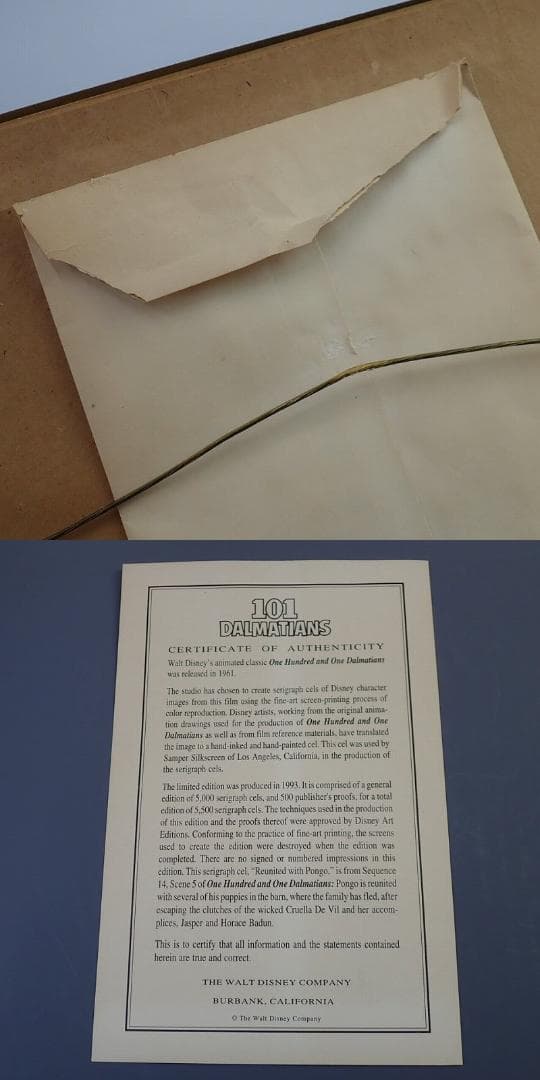 101
DALMATIANS
CERTIFICATE OF AUTHENTICITY
Walt Disney's animated classic One Hundred and One Dalmatians
was released in 1961.
The studio has chosen to create serigraph cels of Disney character
images from this film using the fine-art screen-printing process of
color reproduction. Disney artists, working from the original anima-
tion drawings used for the production of One Hundred and One
Dalmatians as well as from film reference materials, have translated
the image to a hand-inked and hand-painted cel. This cel was used by
Samper Silkscreen of Los Angeles, California, in the production of
the serigraph cels.
The limited edition was produced in 1993. It is comprised of a general
edition of 5,000 serigraph cels, and 500 publisher's proofs, for a total
edition of 5,500 serigraph cels. The techniques used in the production
of this edition and the proofs thereof were approved by Disney Art
Editions. Conforming to the practice of fine-art printing, the screens
used to create the edition were destroyed when the edition was
completed. There are no signed or numbered impressions in this
edition. This serigraph cel, "Reunited with Pongo," is from Sequence
14, Scene 5 of One Hundred and One Dalmatians: Pongo is reunited
with several of his puppies in the barn, where the family has fled, after
escaping the clutches of the wicked Cruella De Vil and her accom-
plices, Jasper and Horace Badun.
This is to certify that all information and the statements contained
herein are true and correct.
THE WALT DISNEY COMPANY
BURBANK, CALIFORNIA
© The Walt Disney Company